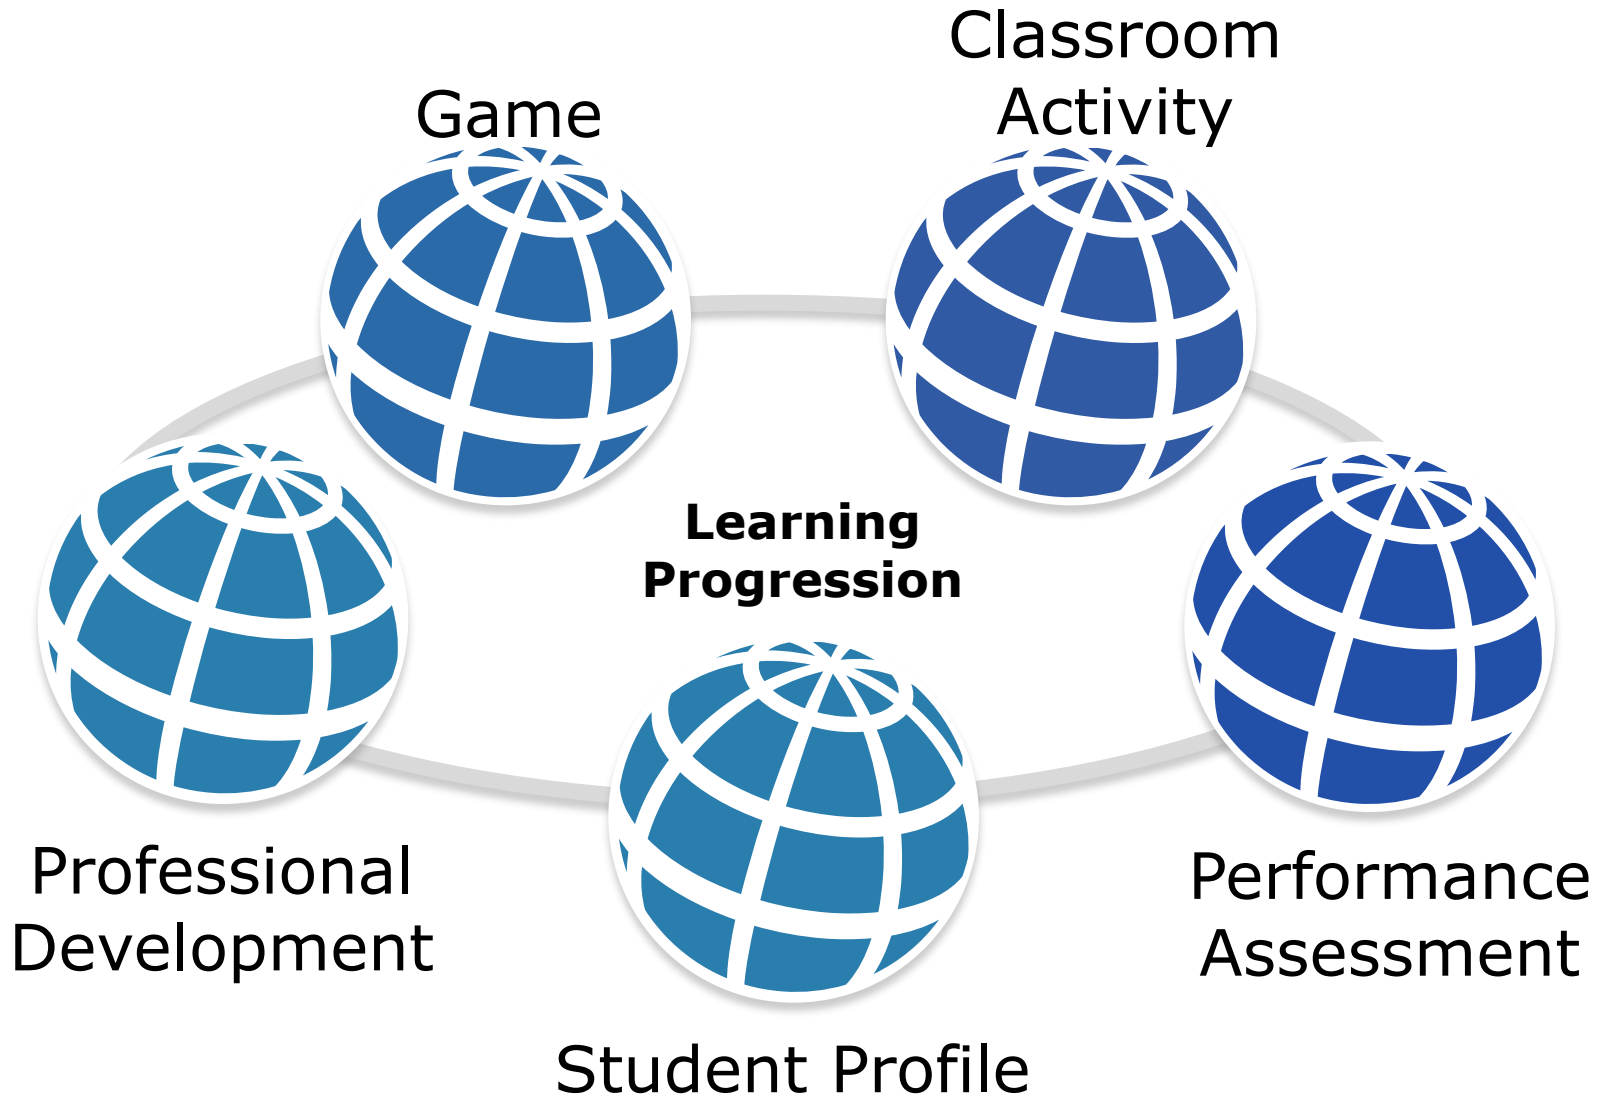 Classroom
Activity
Game
Learning
Progression
Professional
Development
Performance
Assessment
Student Profile